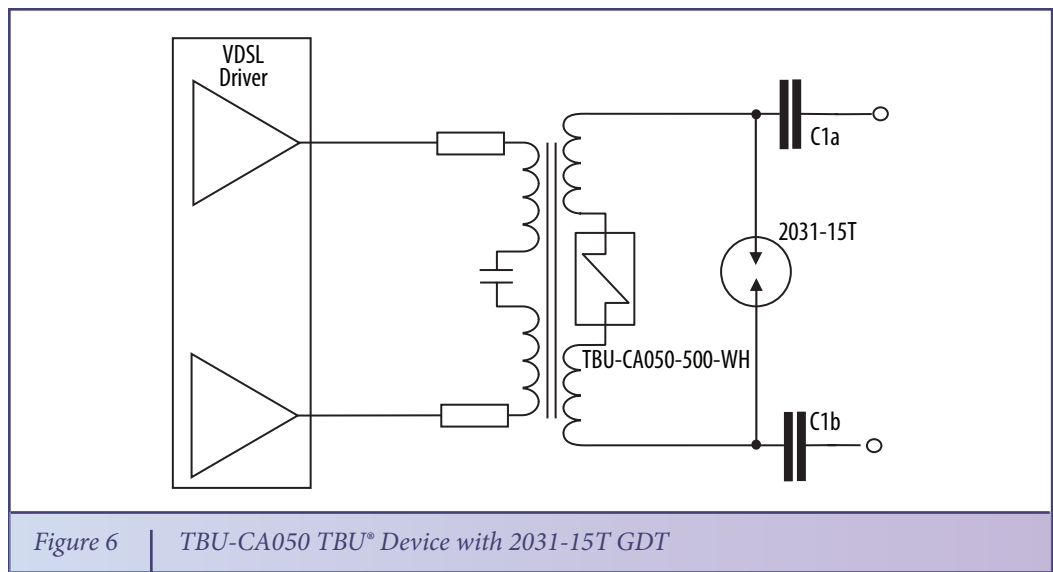 VDSL
Driver
C1a
2031-15T
TBU-CA050-500-WH
C1b
Figure 6 TBU-CA050 TBU® Device with 2031-15T GDT